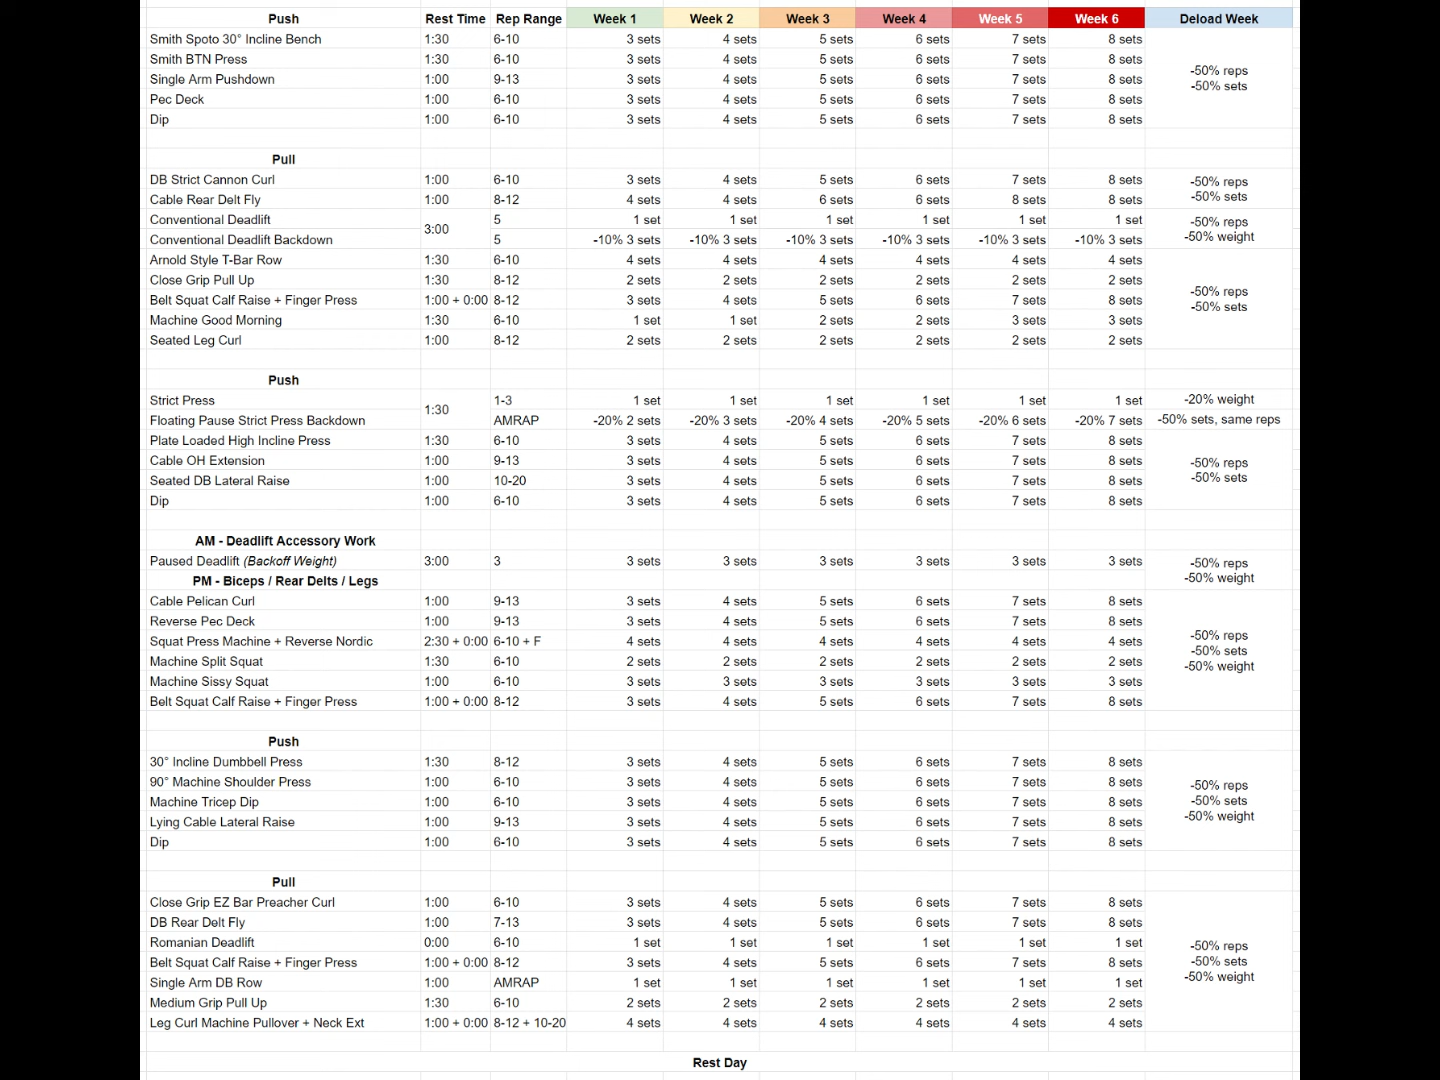 Push Rest Time Rep Range Week 1 Week 2 Week 3 Week 4 Week 5 Week 6 Deload Week
Smith Spoto 30° Incline Bench 1:30 6-10 3 sets 4 sets 5 sets 6 sets 7 sets 8 sets
Smith BTN Press 1:30 6-10 3 sets 4 sets 5 sets 6 sets 7 sets 8 sets
-50% reps
Single Arm Pushdown 1:00 9-13 3 sets 4 sets 5 sets 6 sets 7 sets 8 sets
-50% sets
Pec Deck 1:00 6-10 3 sets 4 sets 5 sets 6 sets 7 sets 8 sets
Dip 1:00 6-10 3 sets 4 sets 5 sets 6 sets 7 sets 8 sets
Pull
DB Strict Cannon Curl 1:00 6-10 3 sets 4 sets 5 sets 6 sets 7 sets 8 sets -50% reps
Cable Rear Delt Fly 1:00 8-12 4 sets 4 sets 6 sets 6 sets 8 sets 8 sets -50% sets
Conventional Deadlift 5 1 set 1 set 1 set 1 set 1 set 1 set -50% reps
3:00
Conventional Deadlift Backdown 5 -10% 3 sets -10% 3 sets -10% 3 sets -10% 3 sets -10% 3 sets -10% 3 sets -50% weight
Arnold Style T-Bar Row 1:30 6-10 4 sets 4 sets 4 sets 4 sets 4 sets 4 sets
Close Grip Pull Up 1:30 8-12 2 sets 2 sets 2 sets 2 sets 2 sets 2 sets
-50% reps
Belt Squat Calf Raise + Finger Press 1:00 + 0:00 8-12 3 sets 4 sets 5 sets 6 sets 7 sets 8 sets
-50% sets
Machine Good Morning 1:30 6-10 1 set 1 set 2 sets 2 sets 3 sets 3 sets
Seated Leg Curl 1:00 8-12 2 sets 2 sets 2 sets 2 sets 2 sets 2 sets
Push
Strict Press 1-3 1 set 1 set 1 set 1 set 1 set 1 set -20% weight
1:30
Floating Pause Strict Press Backdown AMRAP -20% 2 sets -20% 3 sets -20% 4 sets -20% 5 sets -20% 6 sets -20% 7 sets -50% sets, same reps
Plate Loaded High Incline Press 1:30 6-10 3 sets 4 sets 5 sets 6 sets 7 sets 8 sets
Cable OH Extension 1:00 9-13 3 sets 4 sets 5 sets 6 sets 7 sets 8 sets
-50% reps
Seated DB Lateral Raise 1:00 10-20 3 sets 4 sets 5 sets 6 sets 7 sets 8 sets
-50% sets
Dip 1:00 6-10 3 sets 4 sets 5 sets 6 sets 7 sets 8 sets
AM - Deadlift Accessory Work
Paused Deadlift (Backoff Weight) 3:00 3 3 sets 3 sets 3 sets 3 sets 3 sets 3 sets -50% reps
PM - Biceps / Rear Delts / Legs -50% weight
Cable Pelican Curl 1:00 9-13 3 sets 4 sets 5 sets 6 sets 7 sets 8 sets
Reverse Pec Deck 1:00 9-13 3 sets 4 sets 5 sets 6 sets 7 sets 8 sets
-50% reps
Squat Press Machine + Reverse Nordic 2:30 + 0:00 6-10 + F 4 sets 4 sets 4 sets 4 sets 4 sets 4 sets
-50% sets
Machine Split Squat 1:30 6-10 2 sets 2 sets 2 sets 2 sets 2 sets 2 sets
-50% weight
Machine Sissy Squat 1:00 6-10 3 sets 3 sets 3 sets 3 sets 3 sets 3 sets
Belt Squat Calf Raise + Finger Press 1:00 + 0:00 8-12 3 sets 4 sets 5 sets 6 sets 7 sets 8 sets
Push
30° Incline Dumbbell Press 1:30 8-12 3 sets 4 sets 5 sets 6 sets 7 sets 8 sets
90° Machine Shoulder Press 1:00 6-10 3 sets 4 sets 5 sets 6 sets 7 sets 8 sets
-50% reps
Machine Tricep Dip 1:00 6-10 3 sets 4 sets 5 sets 6 sets 7 sets 8 sets
-50% sets
Lying Cable Lateral Raise 1:00 9-13 3 sets 4 sets 5 sets 6 sets 7 sets 8 sets
-50% weight
Dip 1:00 6-10 3 sets 4 sets 5 sets 6 sets 7 sets 8 sets
Pull
Close Grip EZ Bar Preacher Curl 1:00 6-10 3 sets 4 sets 5 sets 6 sets 7 sets 8 sets
DB Rear Delt Fly 1:00 7-13 3 sets 4 sets 5 sets 6 sets 7 sets 8 sets
Romanian Deadlift 0:00 6-10 1 set 1 set 1 set 1 set 1 set 1 set
-50% reps
Belt Squat Calf Raise + Finger Press 1:00 + 0:00 8-12 3 sets 4 sets 5 sets 6 sets 7 sets 8 sets
-50% sets
Single Arm DB Row 1:00 AMRAP 1 set 1 set 1 set 1 set 1 set 1 set
-50% weight
Medium Grip Pull Up 1:30 6-10 2 sets 2 sets 2 sets 2 sets 2 sets 2 sets
Leg Curl Machine Pullover + Neck Ext 1:00 + 0:00 8-12 + 10-20 4 sets 4 sets 4 sets 4 sets 4 sets 4 sets
Rest Day